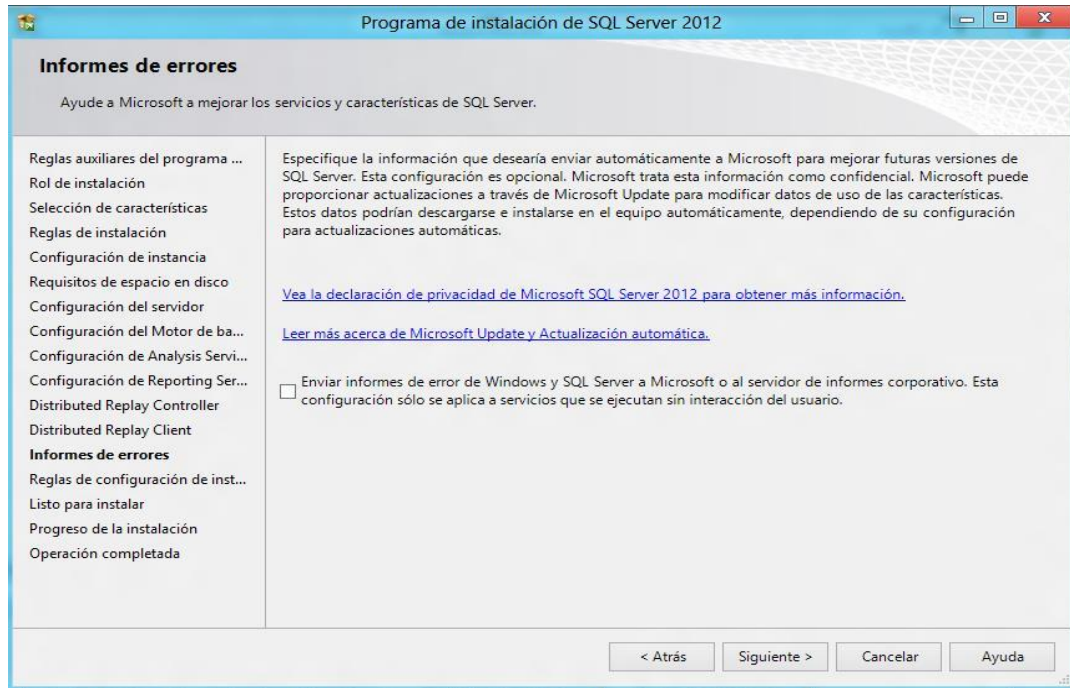 Programa de instalación de SQL Server 2012
Informes de errores
Ayude a Microsoft a mejorar los servicios y características de SQL Server.
Reglas auxiliares del programa ...
Rol de instalación
Selección de características
Reglas de instalación
Configuración de instancia
Requisitos de espacio en disco
Configuración del servidor
Configuración del Motor de ba...
Configuración de Analysis Servi...
Configuración de Reporting Ser...
Distributed Replay Controller
Distributed Replay Client
Informes de errores
Reglas de configuración de inst...
Listo para instalar
Progreso de la instalación
Operación completada
Especifique la información que desearía enviar automáticamente a Microsoft para mejorar futuras versiones de
SQL Server. Esta configuración es opcional. Microsoft trata esta información como confidencial. Microsoft puede
proporcionar actualizaciones a través de Microsoft Update para modificar datos de uso de las características.
Estos datos podrían descargarse e instalarse en el equipo automáticamente, dependiendo de su configuración
para actualizaciones automáticas.
Vea la declaración de privacidad de Microsoft SQL Server 2012 para obtener más información.
Leer más acerca de Microsoft Update y Actualización automática.
Enviar informes de error de Windows y SQL Server a Microsoft o al servidor de informes corporativo. Esta
configuración sólo se aplica a servicios que se ejecutan sin interacción del usuario.
< Atrás
Siguiente >
Cancelar
Ayuda